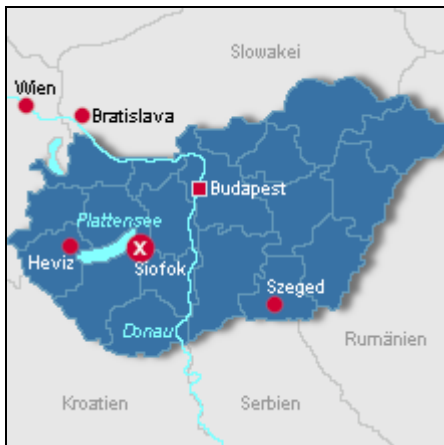 Slowakei
Wien
Bratislava
Budapest
Plattensee
Heviz
X
Siofok
Szeged
Donau
Rumänien
Kroatien
Serbien